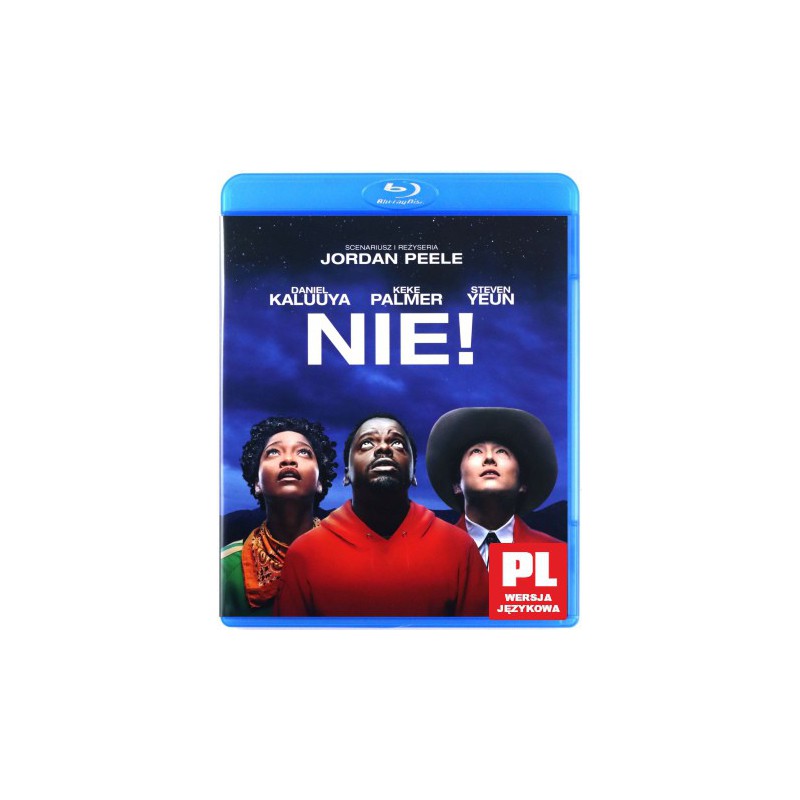 Blu-ray Disc
SCENARIUSZ I REŻYSERIA
JORDAN PEELE
DANIEL KEKE STEVEN
KALUUYA PALMER YEUN
NIE!
PL
WERSJA
JĘZYKOWA